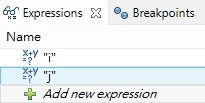 Expressions Breakpoints
Name
x+y =? "i"
x+y =? "j"
Add new expression